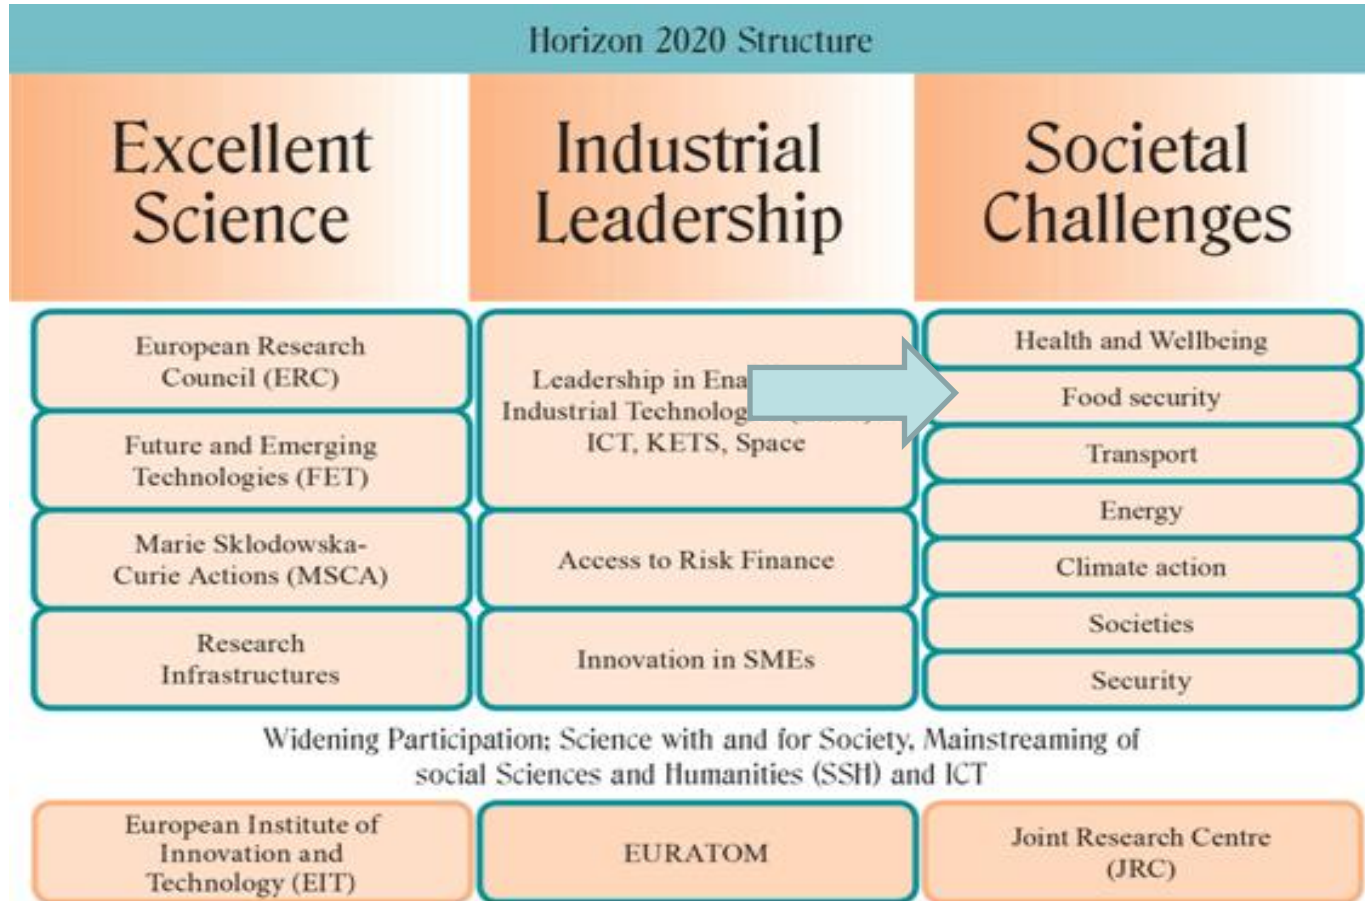 Horizon 2020 Structure
Excellent
Science
Industrial
Leadership
Societal
Challenges
European Research
Council (ERC)
Future and Emerging
Technologies (FET)
Marie Sklodowska-
Curie Actions (MSCA)
Research
Infrastructures
Leadership in Ena
Industrial Technolog
ICT, KETS, Space
Access to Risk Finance
Innovation in SMEs
Health and Wellbeing
Food security
Transport
Energy
Climate action
Societies
Security
Widening Participation; Science with and for Society, Mainstreaming of
social Sciences and Humanities (SSH) and ICT
European Institute of
Innovation and
Technology (EIT)
EURATOM
Joint Research Centre
(JRC)